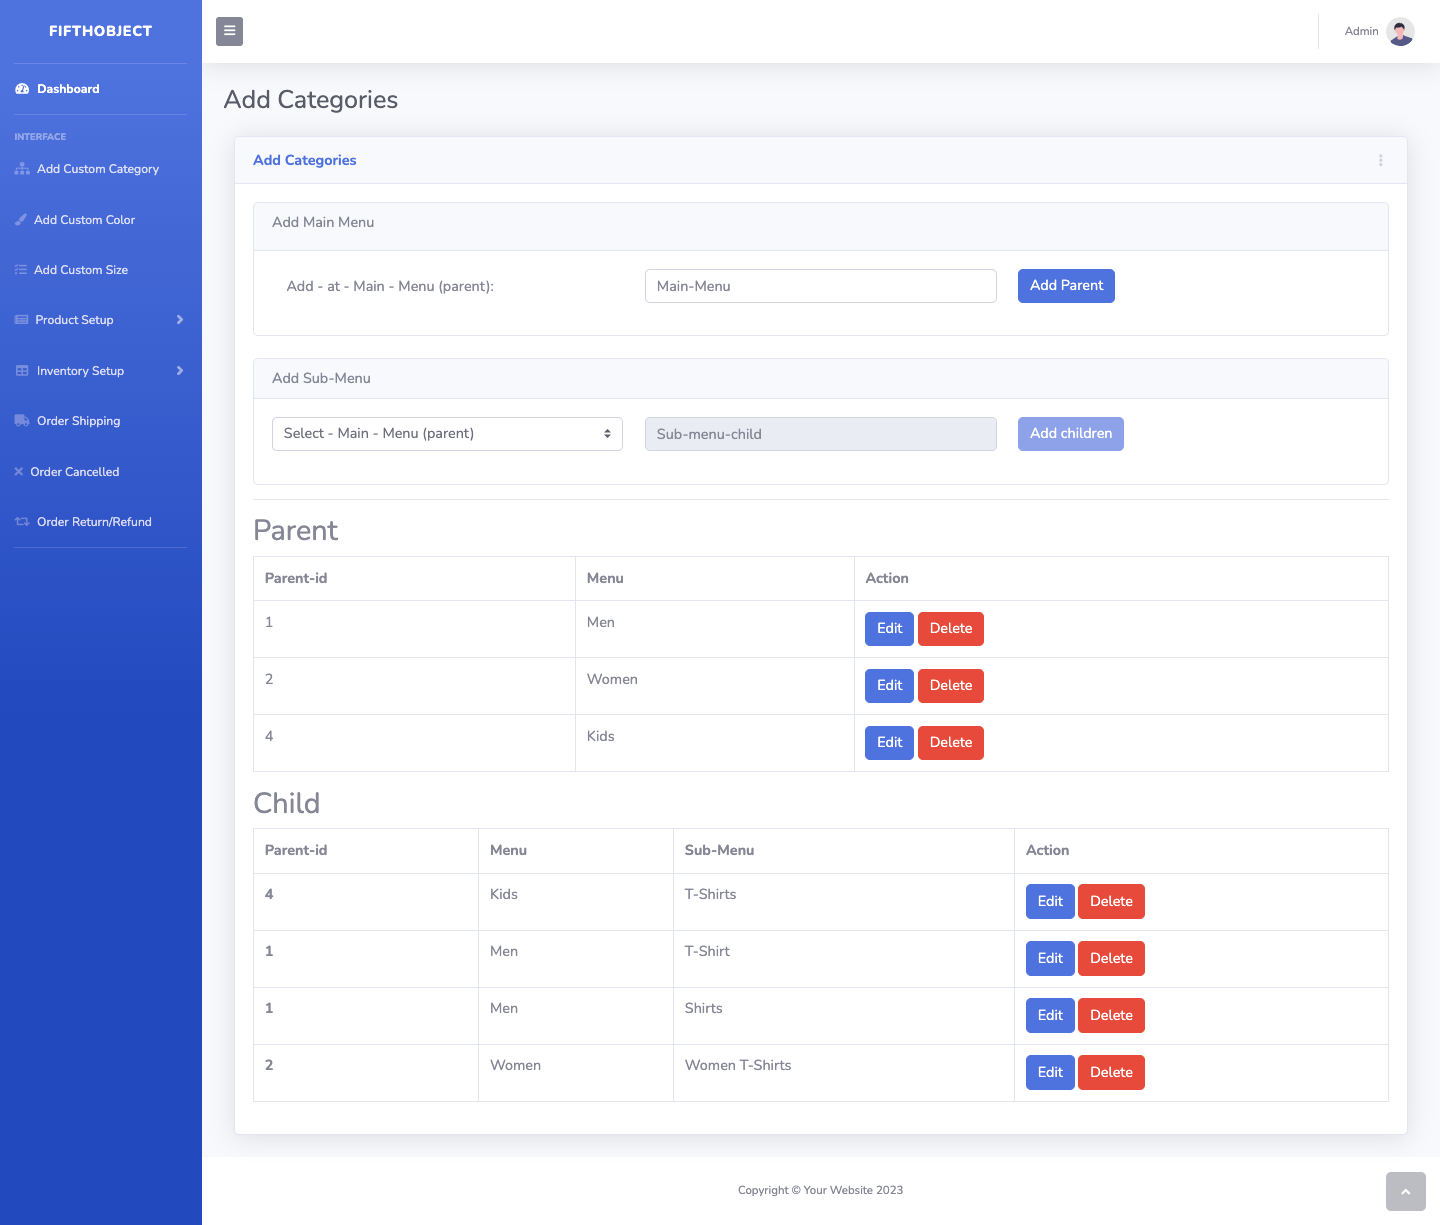 FIFTHOBJECT
Admin
Dashboard
INTERFACE
Add Custom Category
Add Custom Color
Add Custom Size
Product Setup
Inventory Setup
Order Shipping
Order Cancelled
Order Return/Refund
Add Categories
Add Categories
Add Main Menu
Add - at - Main - Menu (parent): Main-Menu Add Parent
Add Sub-Menu
Select - Main - Menu (parent) Sub-menu-child Add children
Parent
Parent-id Menu Action
1 Men Edit Delete
2 Women Edit Delete
4 Kids Edit Delete
Child
Parent-id Menu Sub-Menu Action
4 Kids T-Shirts Edit Delete
1 Men T-Shirt Edit Delete
1 Men Shirts Edit Delete
2 Women Women T-Shirts Edit Delete
Copyright © Your Website 2023